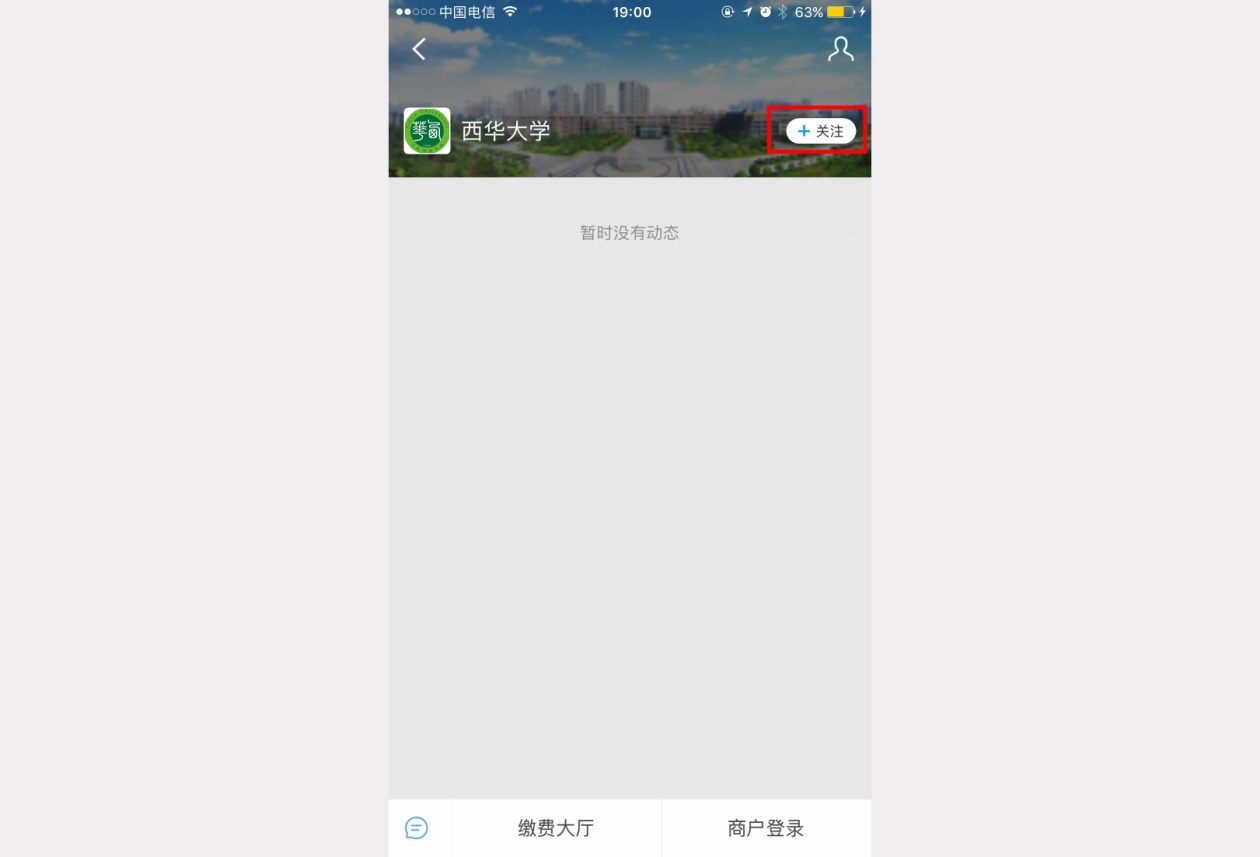 中国电信 19:00 63%
西华大学 + 关注
暂时没有动态
缴费大厅 商户登录